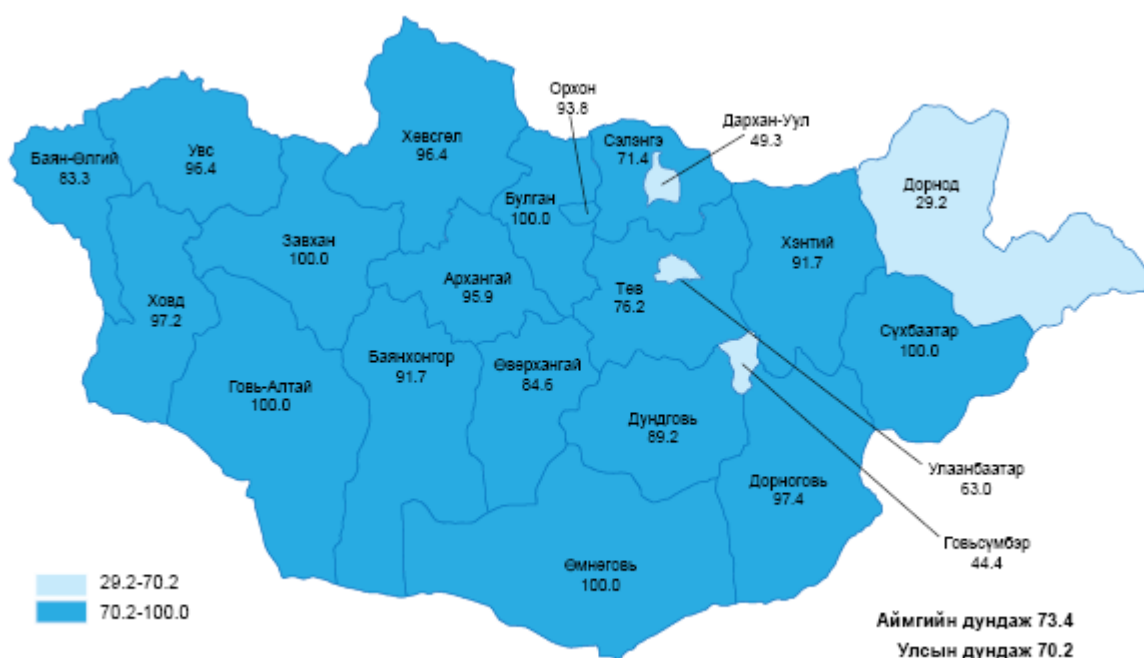 Орхон
93.8
Дархан-Уул
49.3
Хөвсгөл
96.4
Сэлэнгэ
71.4
Баян-Өлгий
83.3
Увс
96.4
Дорнод
29.2
Булган
100.0
Завхан
100.0
Хэнтий
91.7
Архангай
95.9
Төв
76.2
Ховд
97.2
Сүхбаатар
100.0
Баянхонгор
91.7
Өвөрхангай
84.6
Говь-Алтай
100.0
Дундговь
89.2
Улаанбаатар
63.0
Дорноговь
97.4
Говьсүмбэр
44.4
Өмнөговь
100.0
29.2-70.2
70.2-100.0
Аймгийн дундаж 73.4
Улсын дундаж 70.2